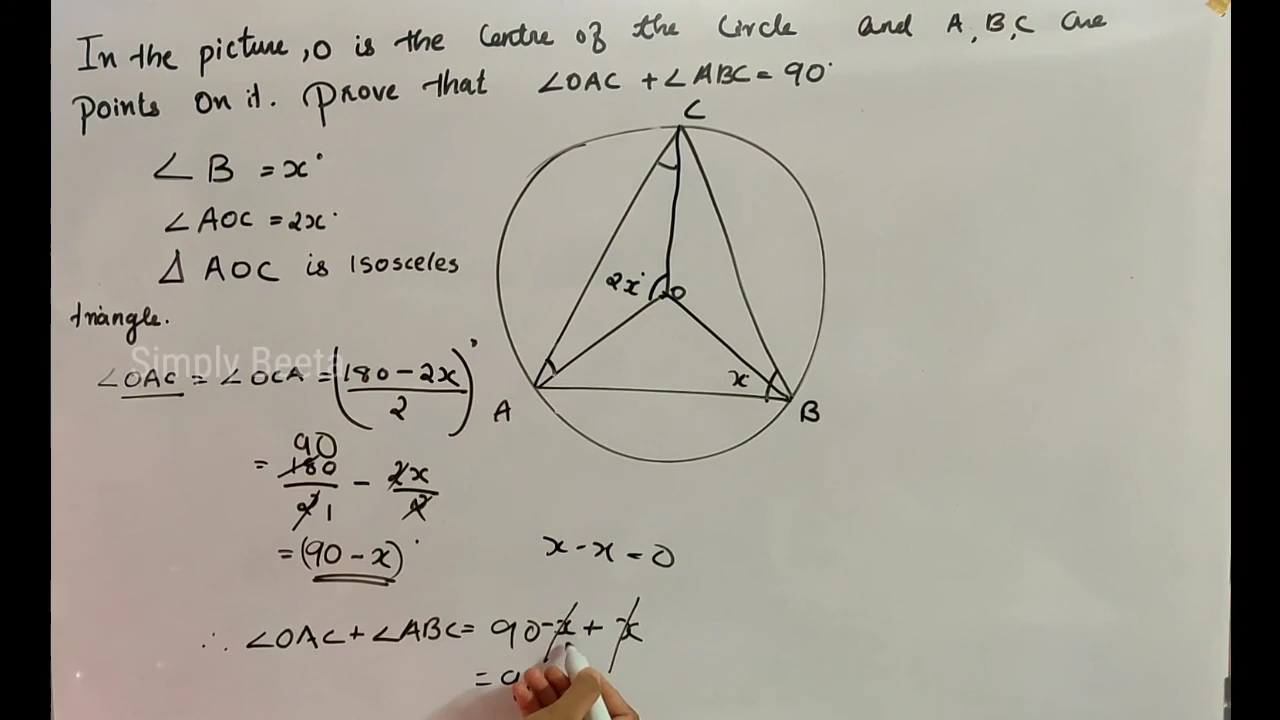 In the picture, O is the Centre of the Circle and A, B, C are
points On it. Prove that ∠OAC + ∠ABC = 90°
C
∠B = x°
∠AOC = 2x°
Δ AOC is Isosceles
triangle.
2x°
O
Simply Beeta
∠OAC = ∠OCA = (180 - 2x / 2)°
x
A
B
90
= 180/2 1 - 2x/2
= (90 - x)°
x - x = 0
∴ ∠OAC + ∠ABC = 90 - x + x
= 9